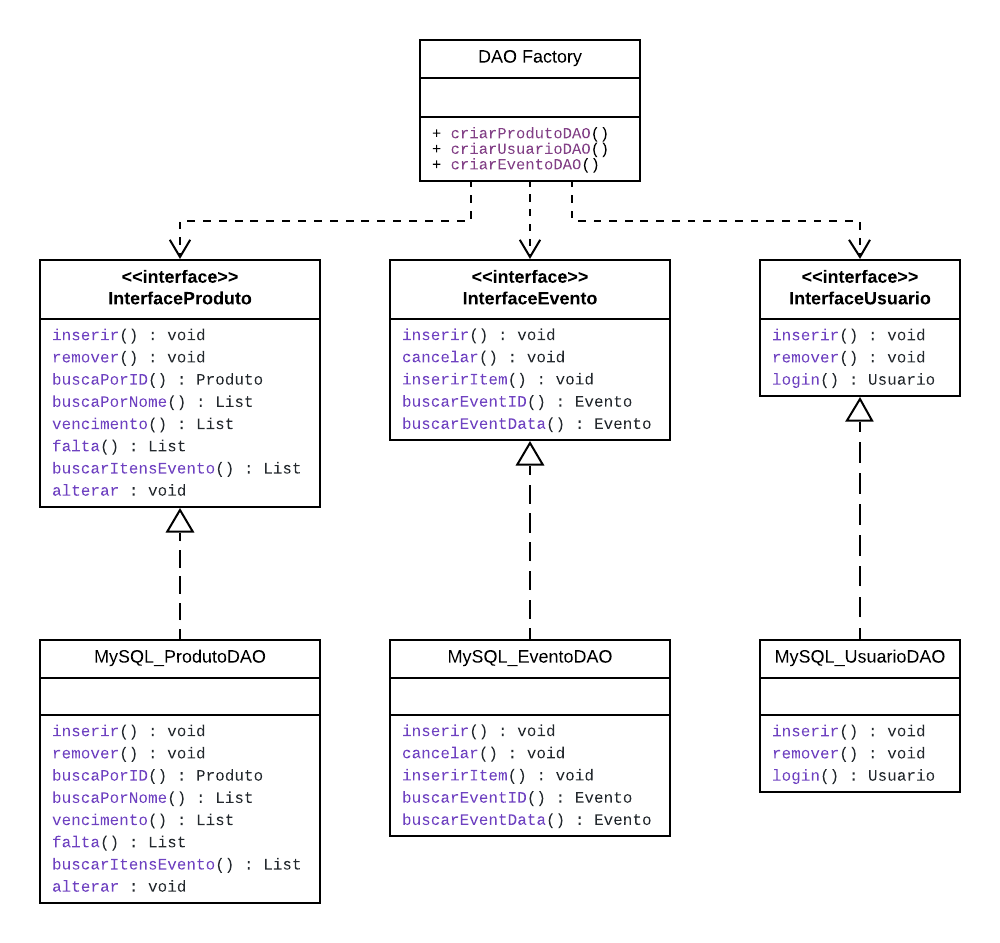 DAO Factory
+ criarProdutoDAO()
+ criarUsuarioDAO()
+ criarEventoDAO()
<<interface>>
InterfaceProduto
inserir() : void
remover() : void
buscaPorID() : Produto
buscaPorNome() : List
vencimento() : List
falta() : List
buscarItensEvento() : List
alterar : void
<<interface>>
InterfaceEvento
inserir() : void
cancelar() : void
inserirItem() : void
buscarEventID() : Evento
buscarEventData() : Evento
<<interface>>
InterfaceUsuario
inserir() : void
remover() : void
login() : Usuario
MySQL_ProdutoDAO
inserir() : void
remover() : void
buscaPorID() : Produto
buscaPorNome() : List
vencimento() : List
falta() : List
buscarItensEvento() : List
alterar : void
MySQL_EventoDAO
inserir() : void
cancelar() : void
inserirItem() : void
buscarEventID() : Evento
buscarEventData() : Evento
MySQL_UsuarioDAO
inserir() : void
remover() : void
login() : Usuario